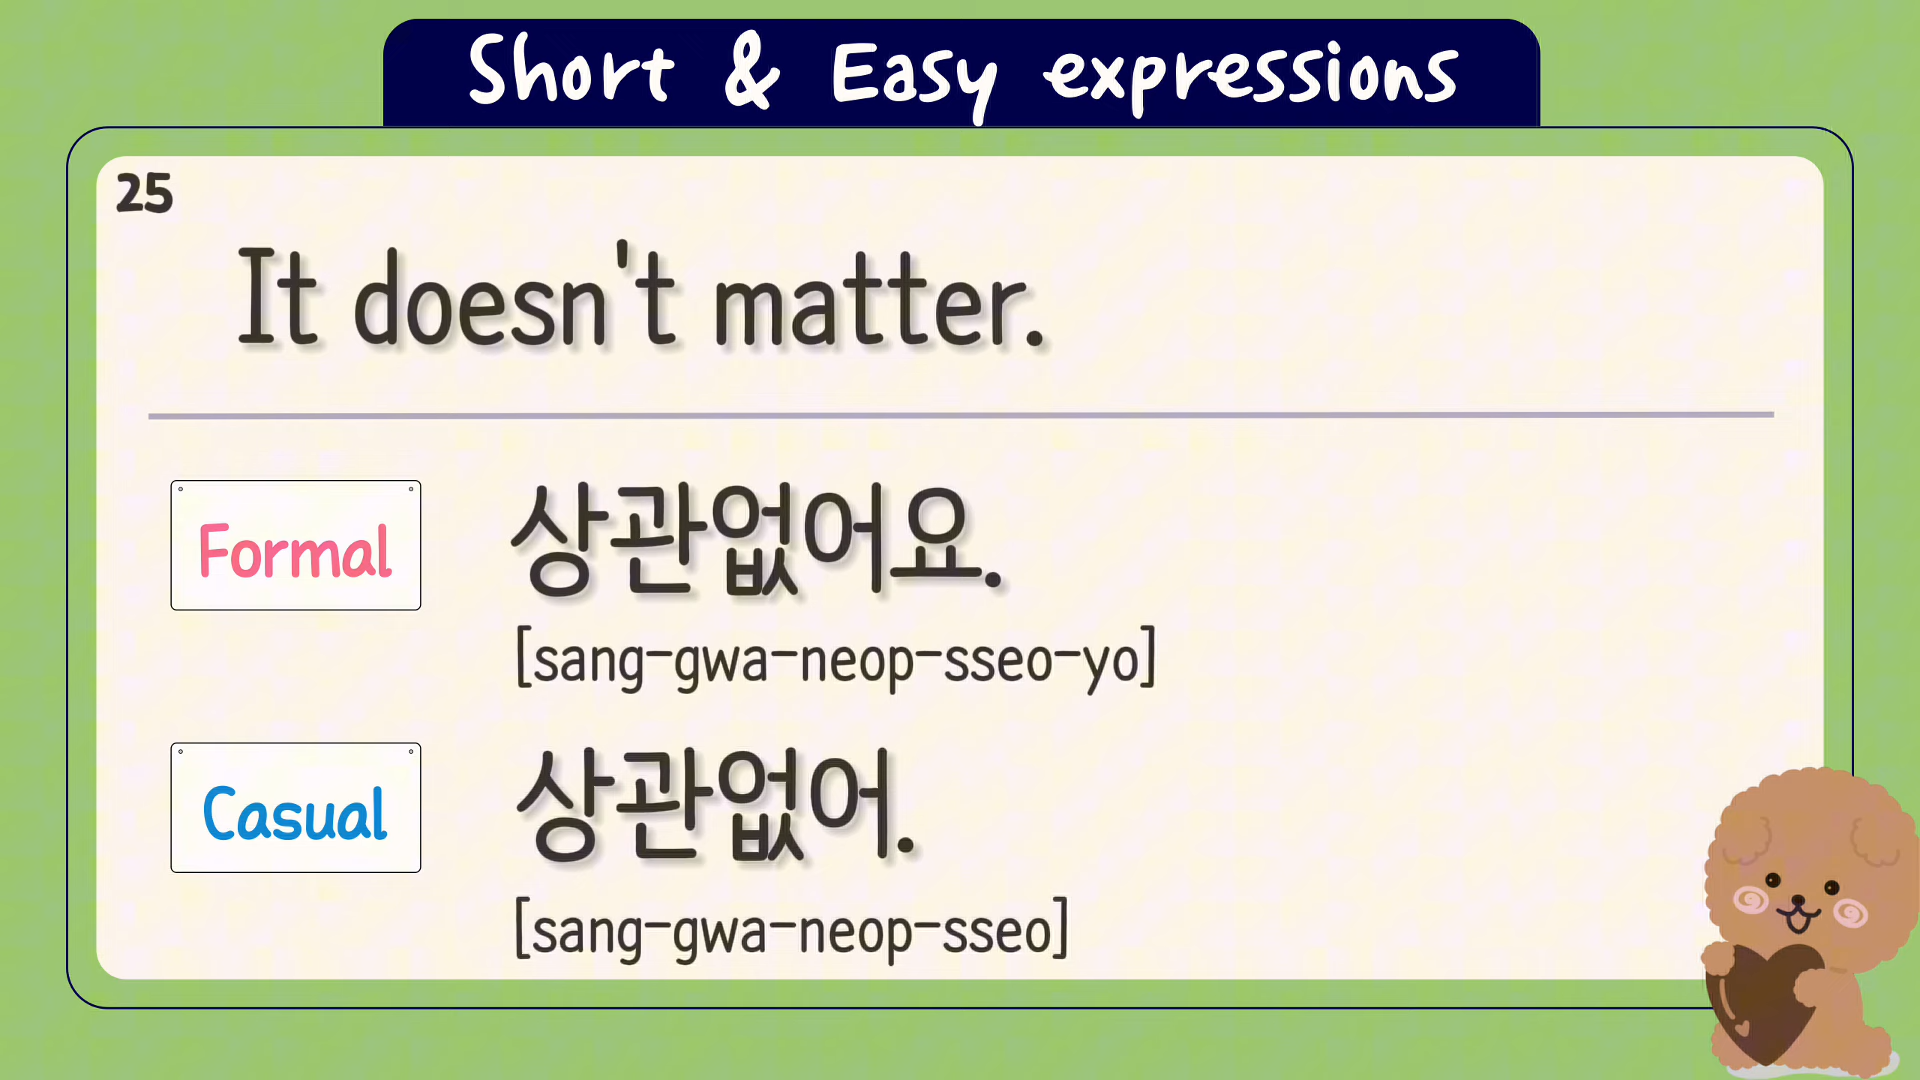 Short & Easy expressions
25
It doesn't matter.
Formal
상관없어요.
[sang-gwa-neop-sseo-yo]
Casual
상관없어.
[sang-gwa-neop-sseo]